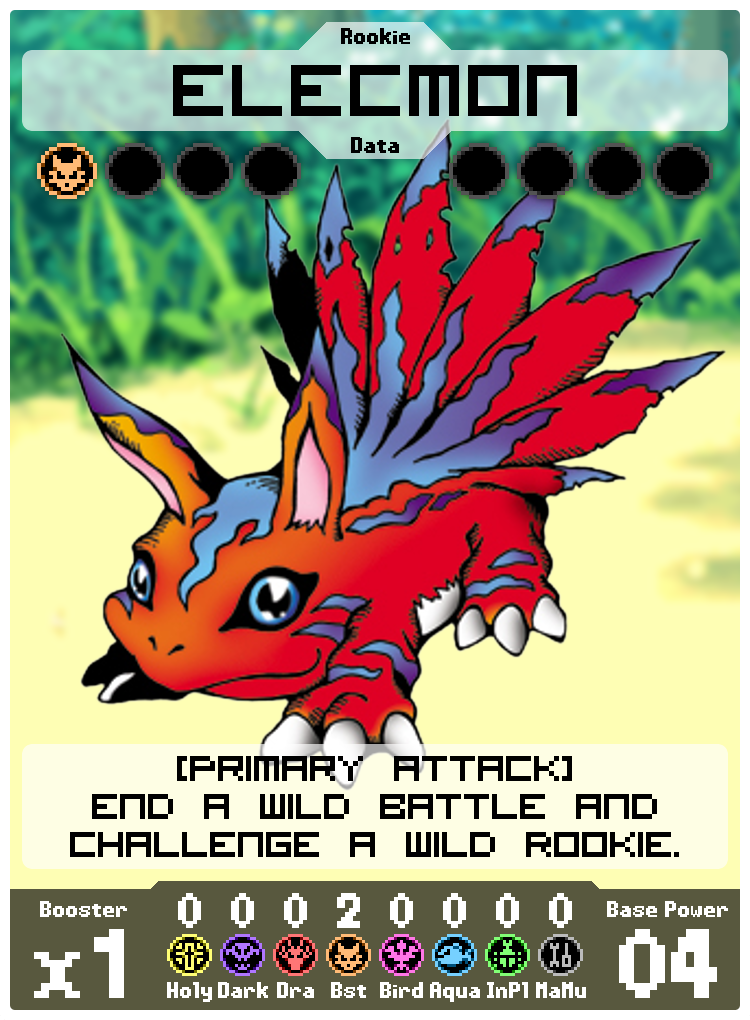 Rookie
ELECMON
Data
[PRIMARY ATTACK]
END A WILD BATTLE AND
CHALLENGE A WILD ROOKIE.
Booster 0 0 0 2 0 0 0 0 Base Power
x1 04
Holy Dark Dra Bst Bird Aqua InPl MaMu